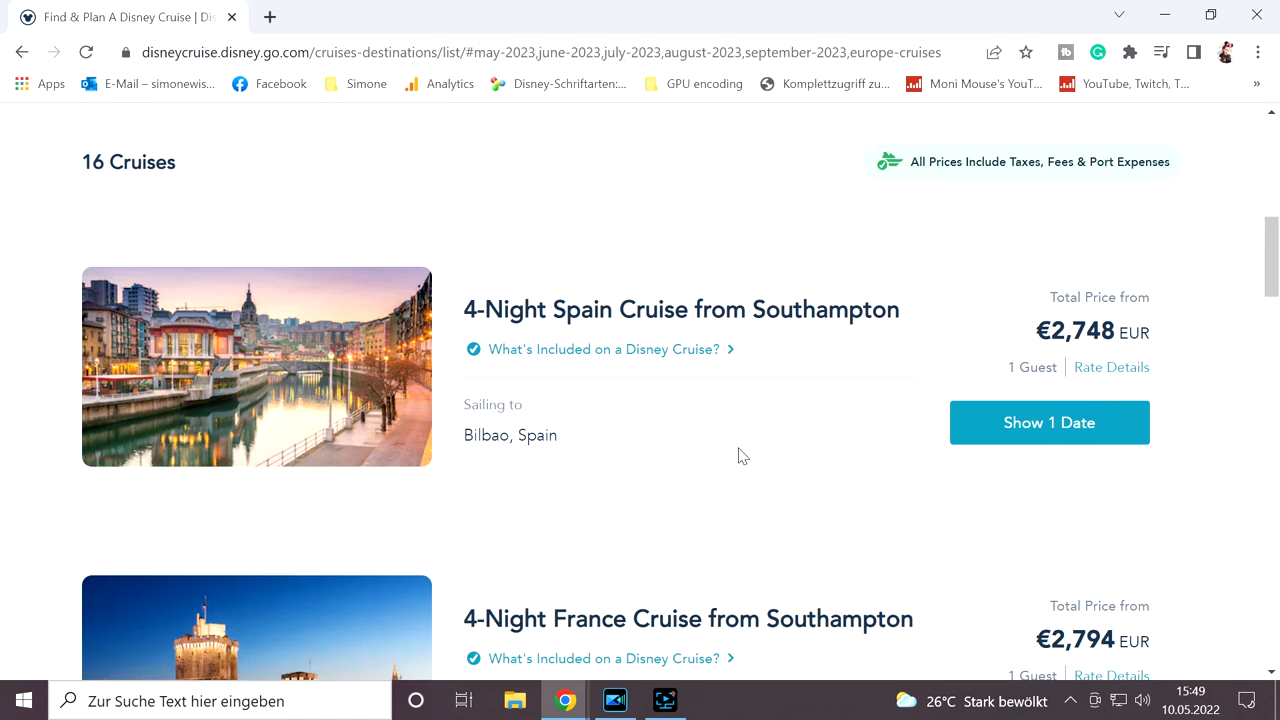 Find & Plan A Disney Cruise | Dis
disneycruise.disney.go.com/cruises-destinations/list/#may-2023,june-2023,july-2023,august-2023,september-2023,europe-cruises
Apps E-Mail – simonewis... Facebook Simone Analytics Disney-Schriftarten:... GPU encoding Komplettzugriff zu... Moni Mouse's YouT... YouTube, Twitch, T... »
16 Cruises
All Prices Include Taxes, Fees & Port Expenses
4-Night Spain Cruise from Southampton
What's Included on a Disney Cruise?
Sailing to
Bilbao, Spain
Total Price from
€2,748 EUR
1 Guest Rate Details
Show 1 Date
4-Night France Cruise from Southampton
What's Included on a Disney Cruise?
Total Price from
€2,794 EUR
1 Guest Rate Details
Zur Suche Text hier eingeben
26°C Stark bewölkt
15:49
10.05.2022